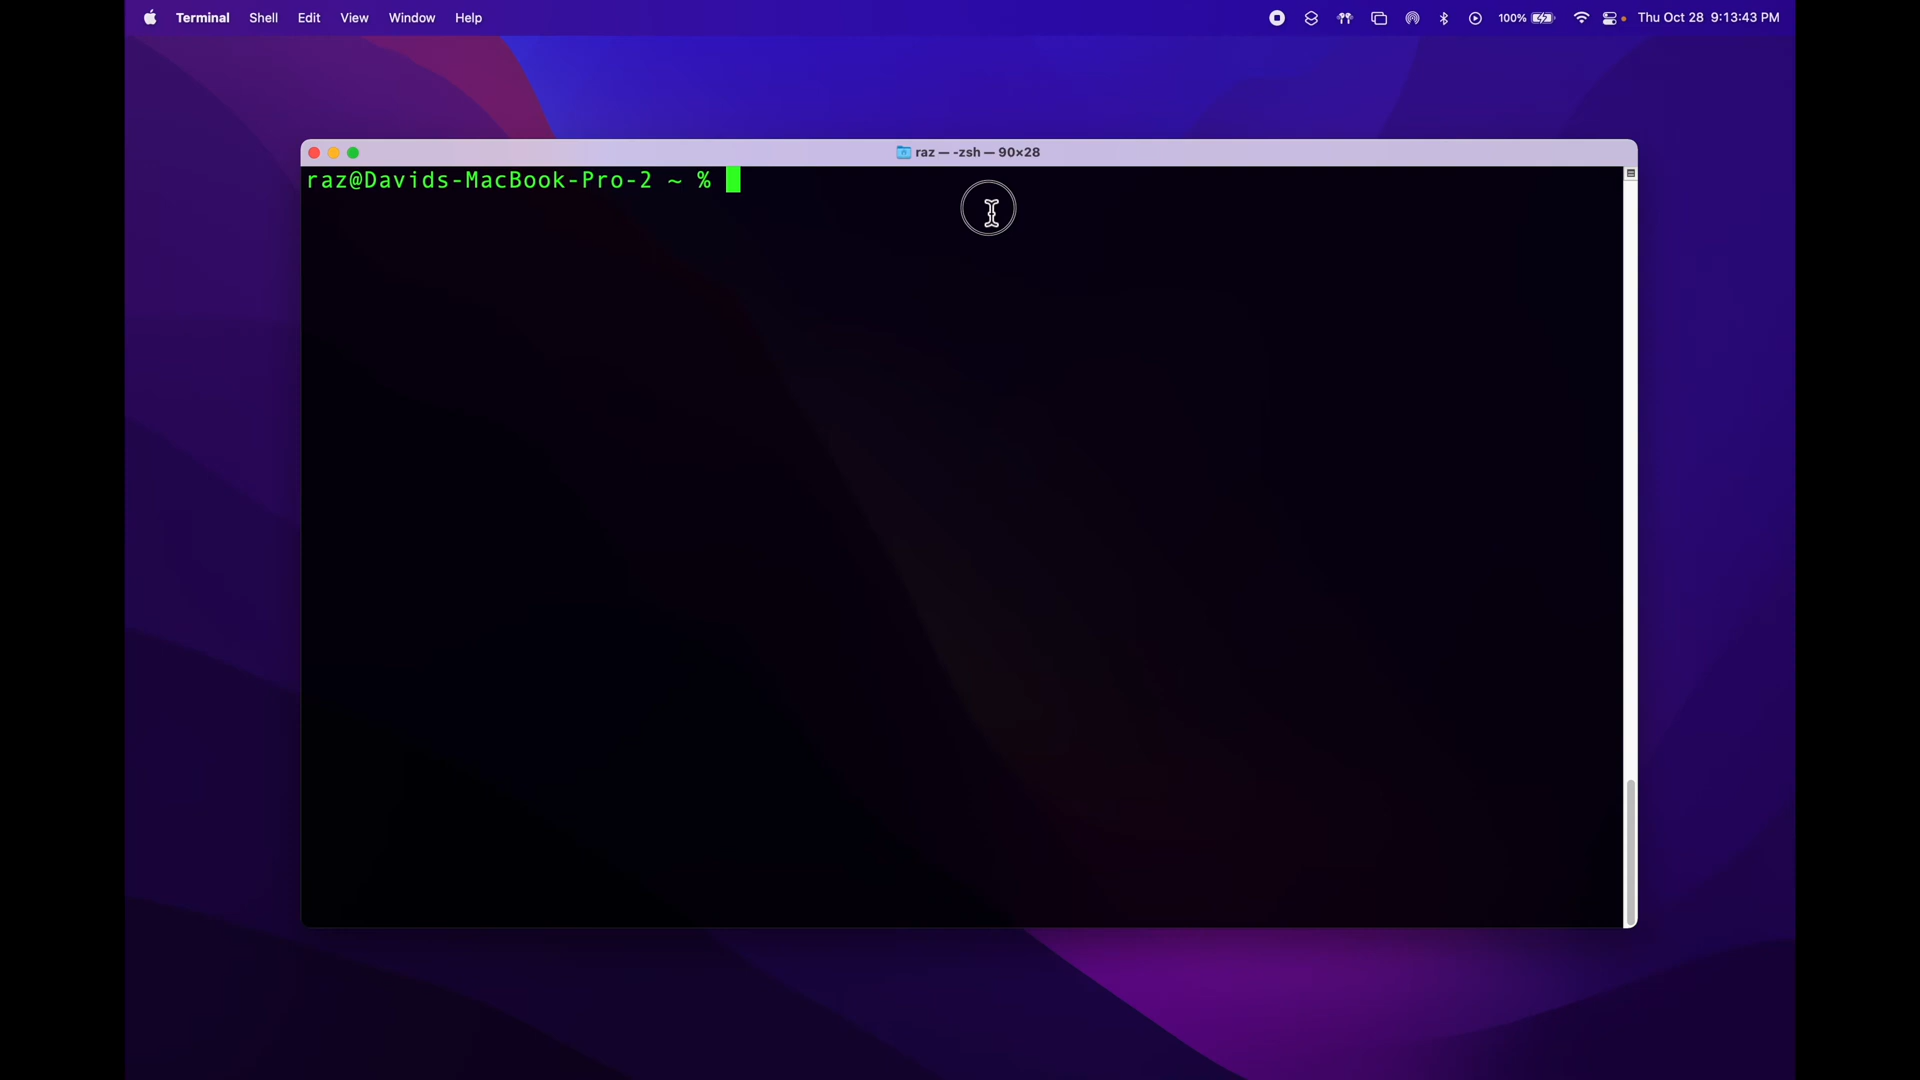 Terminal Shell Edit View Window Help 100% Thu Oct 28 9:13:43 PM
raz — -zsh — 90×28
raz@Davids-MacBook-Pro-2 ~ %